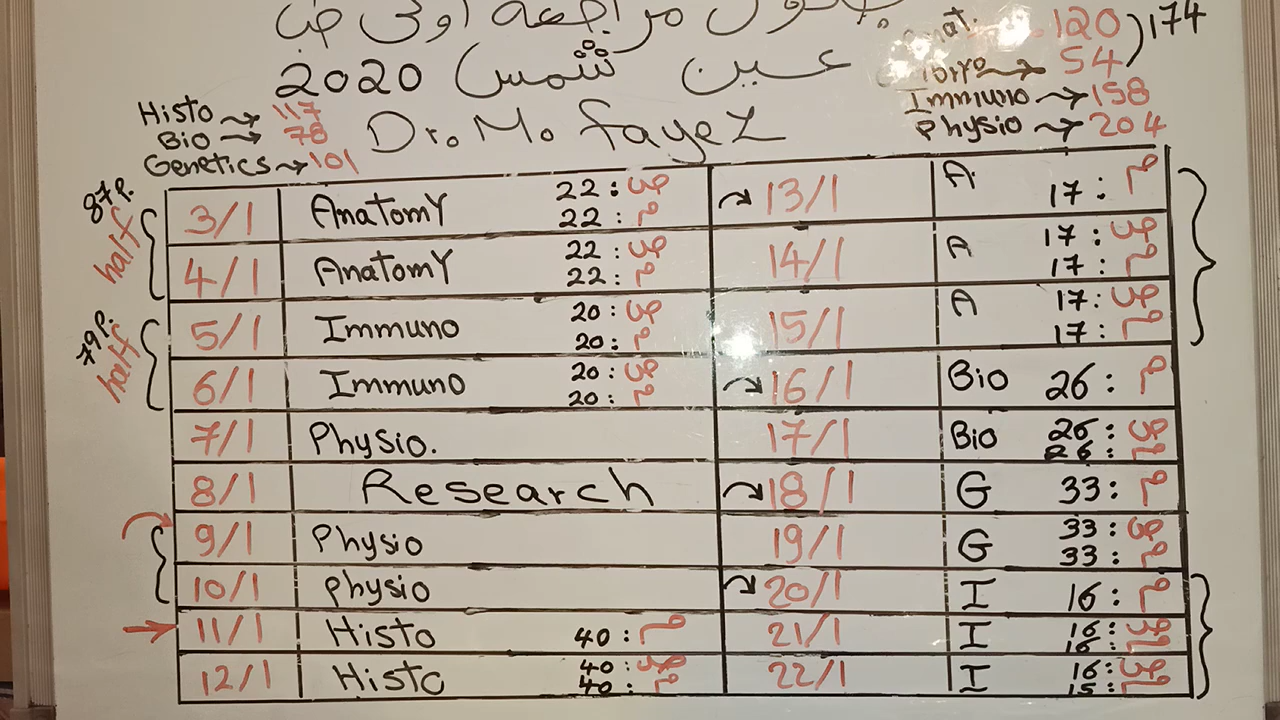 جدول مراجعة أولى طب
عين شمس 2020
Dr. Mo Fayez
Histo → 117
Bio → 78
Genetics → 101
Anat. 120
54
) 174
Immuno → 158
Physio → 204
87 P. half
79 P. half
3/1 Anatomy 22 : ص 22 : م
4/1 Anatomy 22 : ص 22 : م
5/1 Immuno 20 : ص 20 : م
6/1 Immuno 20 : ص 20 : م
7/1 Physio.
8/1 Research
9/1 Physio
10/1 physio
11/1 Histo 40 : م
12/1 Histo 40 : ص 40 : م
13/1 A 17 : م
14/1 A 17 : ص 17 : م
15/1 A 17 : ص 17 : م
16/1 Bio 26 : م
17/1 Bio 26 : ص 26 : م
18/1 G 33 : م
19/1 G 33 : ص 33 : م
20/1 I 16 : م
21/1 I 16 : ص 16 : م
22/1 I 16 : ص 15 : م